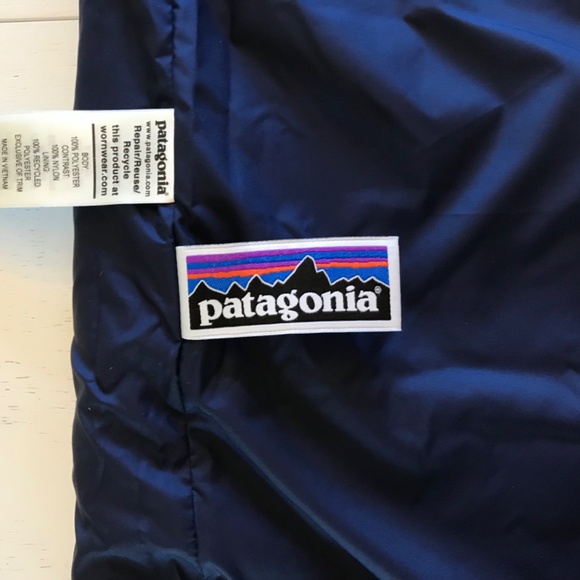 patagonia
www.patagonia.com
Repair/Reuse/
Recycle
this product at
wornwear.com
BODY
100% POLYESTER
CONTRAST
100% NYLON
LINING
100% RECYCLED
POLYESTER
EXCLUSIVE OF TRIM
MADE IN VIETNAM
patagonia®